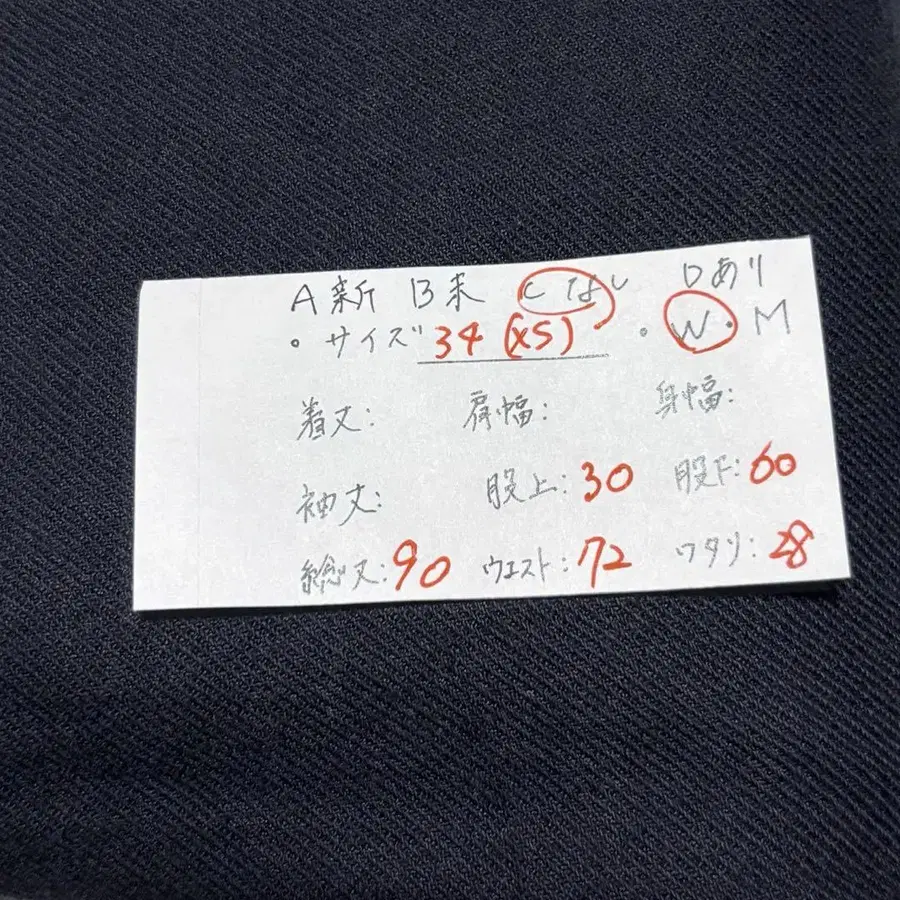 A新 B未 Cなし Dあり
・サイズ 34 (XS) ・W・M
着丈: 肩幅: 身幅:
袖丈: 股上:30 股下:60
総丈:90 ウエスト:72 ワタリ:28